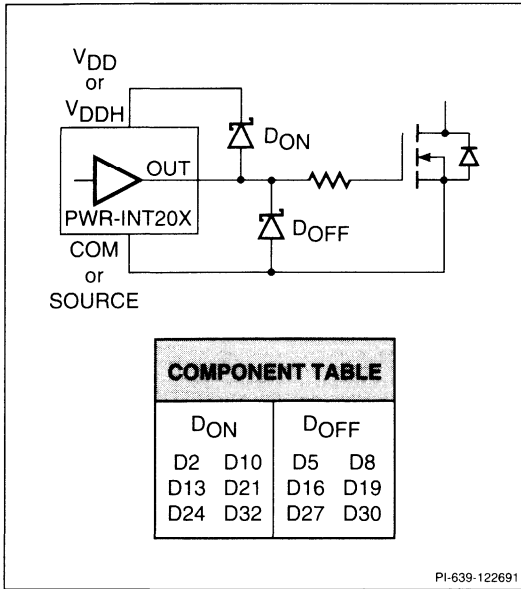 VDD
or
VDDH
DON
OUT
PWR-INT20X
DOFF
COM
or
SOURCE
COMPONENT TABLE
DON DOFF
D2 D10 D5 D8
D13 D21 D16 D19
D24 D32 D27 D30
PI-639-122691